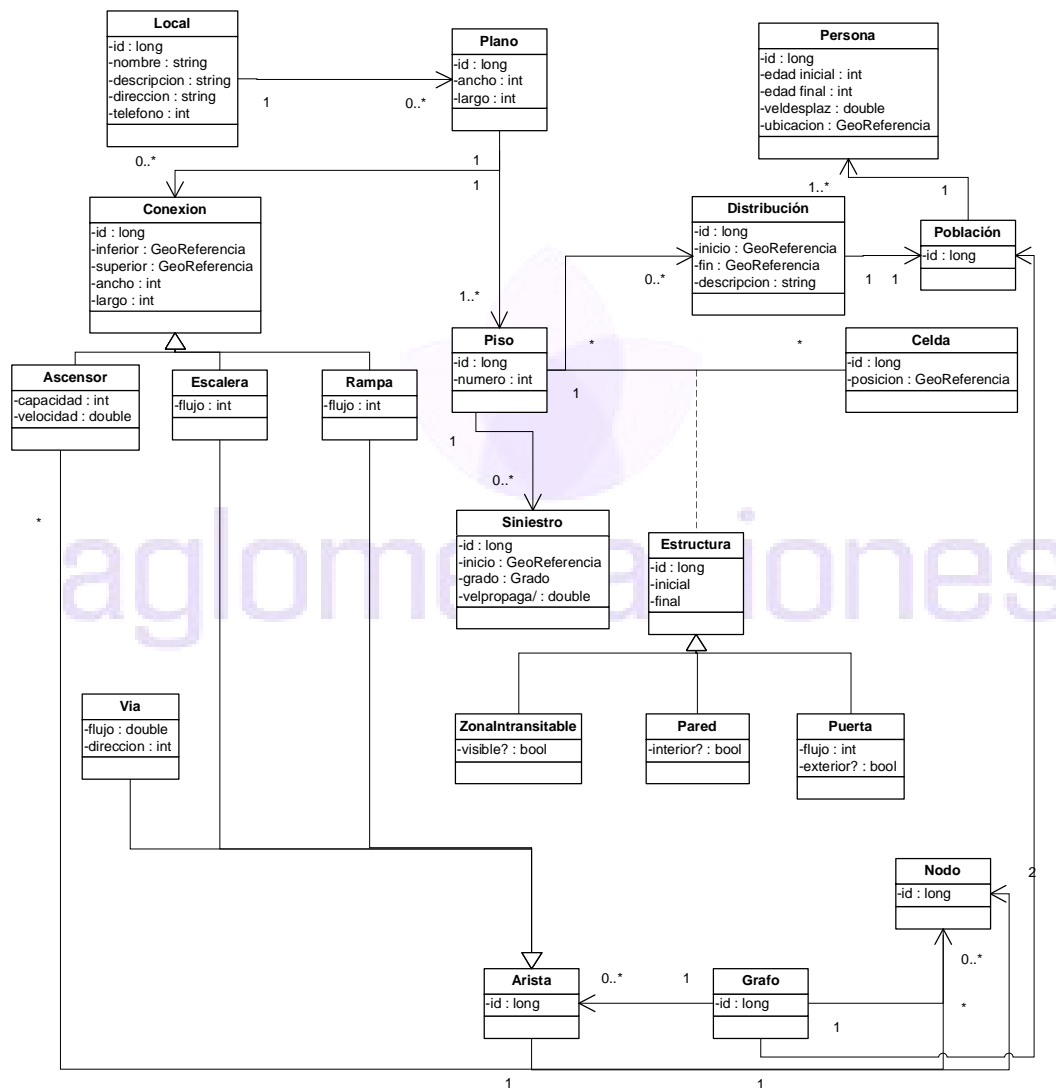 Local
-id : long
-nombre : string
-descripcion : string
-direccion : string
-telefono : int
1
0..*
Plano
-id : long
-ancho : int
-largo : int
Persona
-id : long
-edad inicial : int
-edad final : int
-veldesplaz : double
-ubicacion : GeoReferencia
0..*
1
1
1..*
1
Conexion
-id : long
-inferior : GeoReferencia
-superior : GeoReferencia
-ancho : int
-largo : int
Distribución
-id : long
-inicio : GeoReferencia
-fin : GeoReferencia
-descripcion : string
Población
-id : long
0..*
1
1
1..*
Piso
-id : long
-numero : int
*
1
*
Celda
-id : long
-posicion : GeoReferencia
Ascensor
-capacidad : int
-velocidad : double
Escalera
-flujo : int
Rampa
-flujo : int
1
0..*
*
Siniestro
-id : long
-inicio : GeoReferencia
-grado : Grado
-velpropaga/ : double
Estructura
-id : long
-inicial
-final
Via
-flujo : double
-direccion : int
ZonaIntransitable
-visible? : bool
Pared
-interior? : bool
Puerta
-flujo : int
-exterior? : bool
Nodo
-id : long
2
0..*
Arista
-id : long
0..*
1
Grafo
-id : long
1
*
1
1